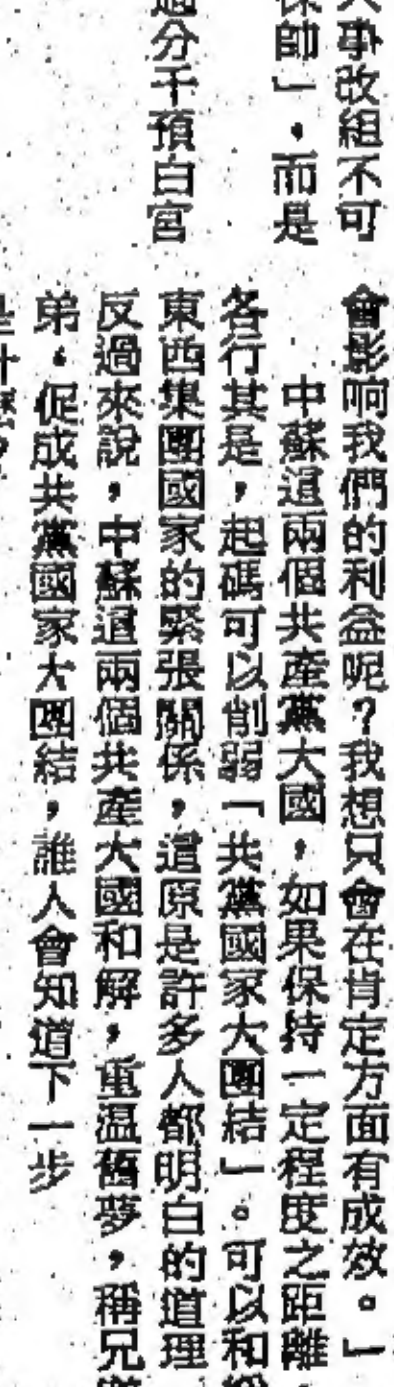 人爭改組不可
保帥」,而是
過分干預白宮
會影响我們的利益呢?我想只會在肯定方面有成效。」
中蘇這兩個共產黨大國,如果保持一定程度之距離
各行其是,起碼可以削弱「共黨國家大團結」。可以和
東西集團國家的緊張關係,這原是許多人都明白的道理
反過來說,中蘇這兩個共產大國和解,重温舊夢,稱兄
弟,促成共黨國家大團結,誰人會知道下一步